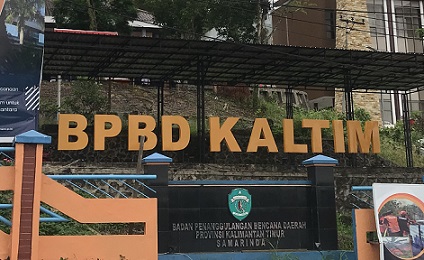 BPBD KALTIM
BADAN PENANGGULANGAN BENCANA DAERAH
PROVINSI KALIMANTAN TIMUR
SAMARINDA